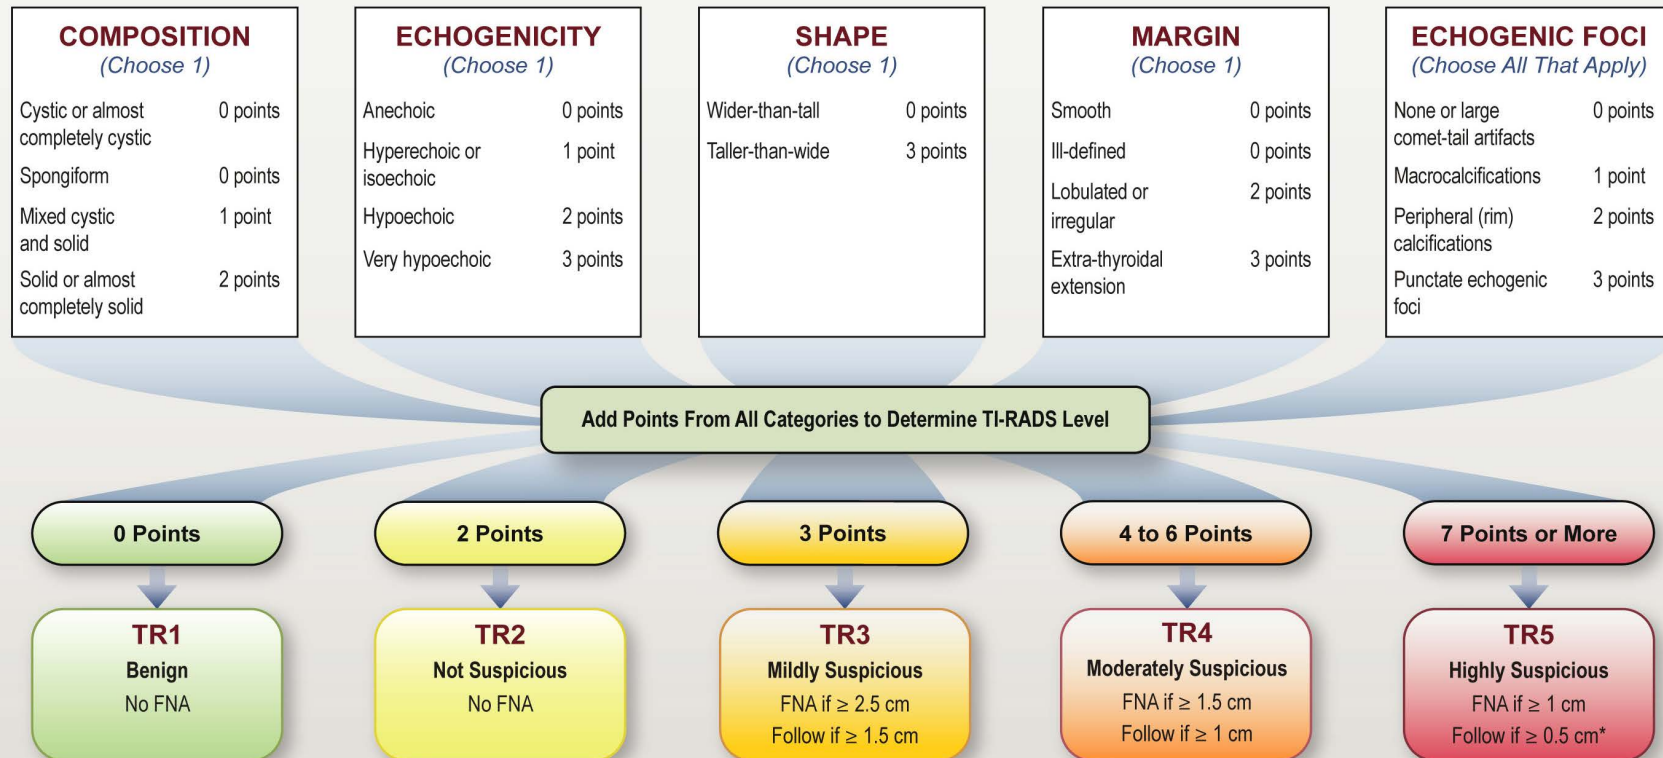 COMPOSITION
(Choose 1)
Cystic or almost 0 points
completely cystic
Spongiform 0 points
Mixed cystic 1 point
and solid
Solid or almost 2 points
completely solid
ECHOGENICITY
(Choose 1)
Anechoic 0 points
Hyperechoic or 1 point
isoechoic
Hypoechoic 2 points
Very hypoechoic 3 points
SHAPE
(Choose 1)
Wider-than-tall 0 points
Taller-than-wide 3 points
MARGIN
(Choose 1)
Smooth 0 points
Ill-defined 0 points
Lobulated or 2 points
irregular
Extra-thyroidal 3 points
extension
ECHOGENIC FOCI
(Choose All That Apply)
None or large 0 points
comet-tail artifacts
Macrocalcifications 1 point
Peripheral (rim) 2 points
calcifications
Punctate echogenic 3 points
foci
Add Points From All Categories to Determine TI-RADS Level
0 Points
2 Points
3 Points
4 to 6 Points
7 Points or More
TR1
Benign
No FNA
TR2
Not Suspicious
No FNA
TR3
Mildly Suspicious
FNA if ≥ 2.5 cm
Follow if ≥ 1.5 cm
TR4
Moderately Suspicious
FNA if ≥ 1.5 cm
Follow if ≥ 1 cm
TR5
Highly Suspicious
FNA if ≥ 1 cm
Follow if ≥ 0.5 cm*